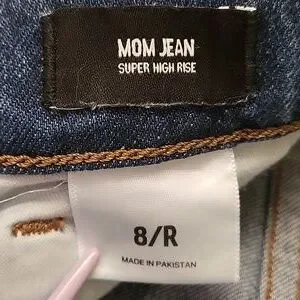 MOM JEAN
SUPER HIGH RISE
8/R
MADE IN PAKISTAN